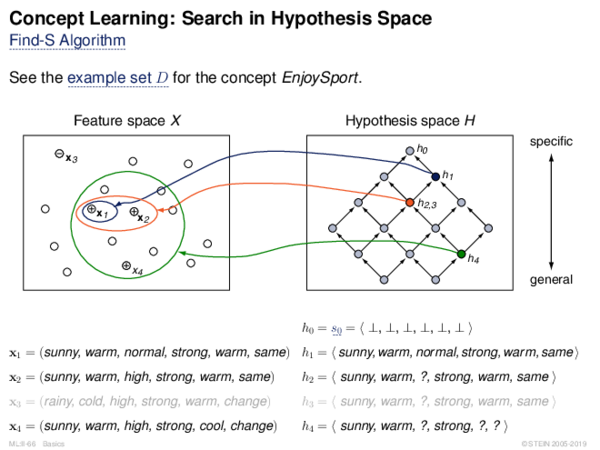 Concept Learning: Search in Hypothesis Space
Find-S Algorithm
See the example set D for the concept EnjoySport.
Feature space X
Hypothesis space H
specific
general
x3
x1
x2
x4
h0
h1
h2,3
h4
h0 = s0 = ⟨ ⊥, ⊥, ⊥, ⊥, ⊥, ⊥ ⟩
x1 = (sunny, warm, normal, strong, warm, same)
h1 = ⟨ sunny, warm, normal, strong, warm, same ⟩
x2 = (sunny, warm, high, strong, warm, same)
h2 = ⟨ sunny, warm, ?, strong, warm, same ⟩
x3 = (rainy, cold, high, strong, warm, change)
h3 = ⟨ sunny, warm, ?, strong, warm, same ⟩
x4 = (sunny, warm, high, strong, cool, change)
h4 = ⟨ sunny, warm, ?, strong, ?, ? ⟩
ML:II-66 Basics
© STEIN 2005-2019